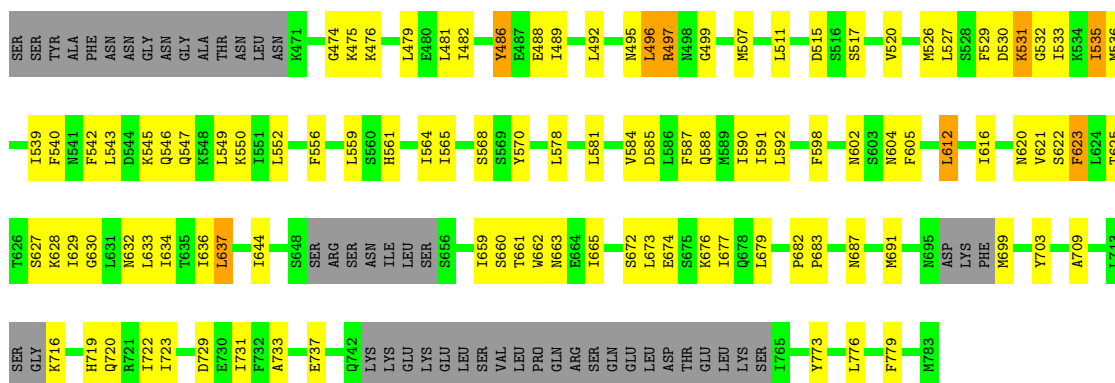 SER SER TYR ALA PHE ASN ASN GLY ASN GLY ALA THR ASN LEU ASN K471 G474 K475 K476 L479 E480 L481 I482 Y486 E487 E488 I489 L492 N495 L496 R497 N498 G499 M507 L511 D515 S516 S517 V520 M526 L527 S528 F529 D530 K531 G532 I533 K534 I535 M536
I539 F540 N541 F542 L543 D544 K545 Q546 Q547 K548 L549 K550 I551 L552 F556 L559 S560 H561 I564 I565 S568 S569 Y570 L578 L581 V584 D585 L586 F587 Q588 M589 I590 I591 L592 F598 N602 S603 N604 F605 L612 I616 N620 V621 S622 F623 L624 T625
T626 S627 K628 I629 G630 L631 N632 L633 I634 T635 I636 L637 I644 S648 SER ARG SER ASN ILE LEU SER S656 I659 S660 T661 W662 N663 E664 I665 S672 L673 E674 S675 K676 I677 Q678 L679 P682 P683 N687 M691 N695 ASP LYS PHE M699 Y703 A709 L713
SER GLY K716 H719 Q720 R721 I722 I723 D729 E730 I731 F732 A733 E737 Q742 LYS LYS GLU LYS GLU LEU SER VAL LEU PRO GLN ARG SER GLN GLU LEU ASP THR GLU LEU LYS SER I765 Y773 L776 F779 M783